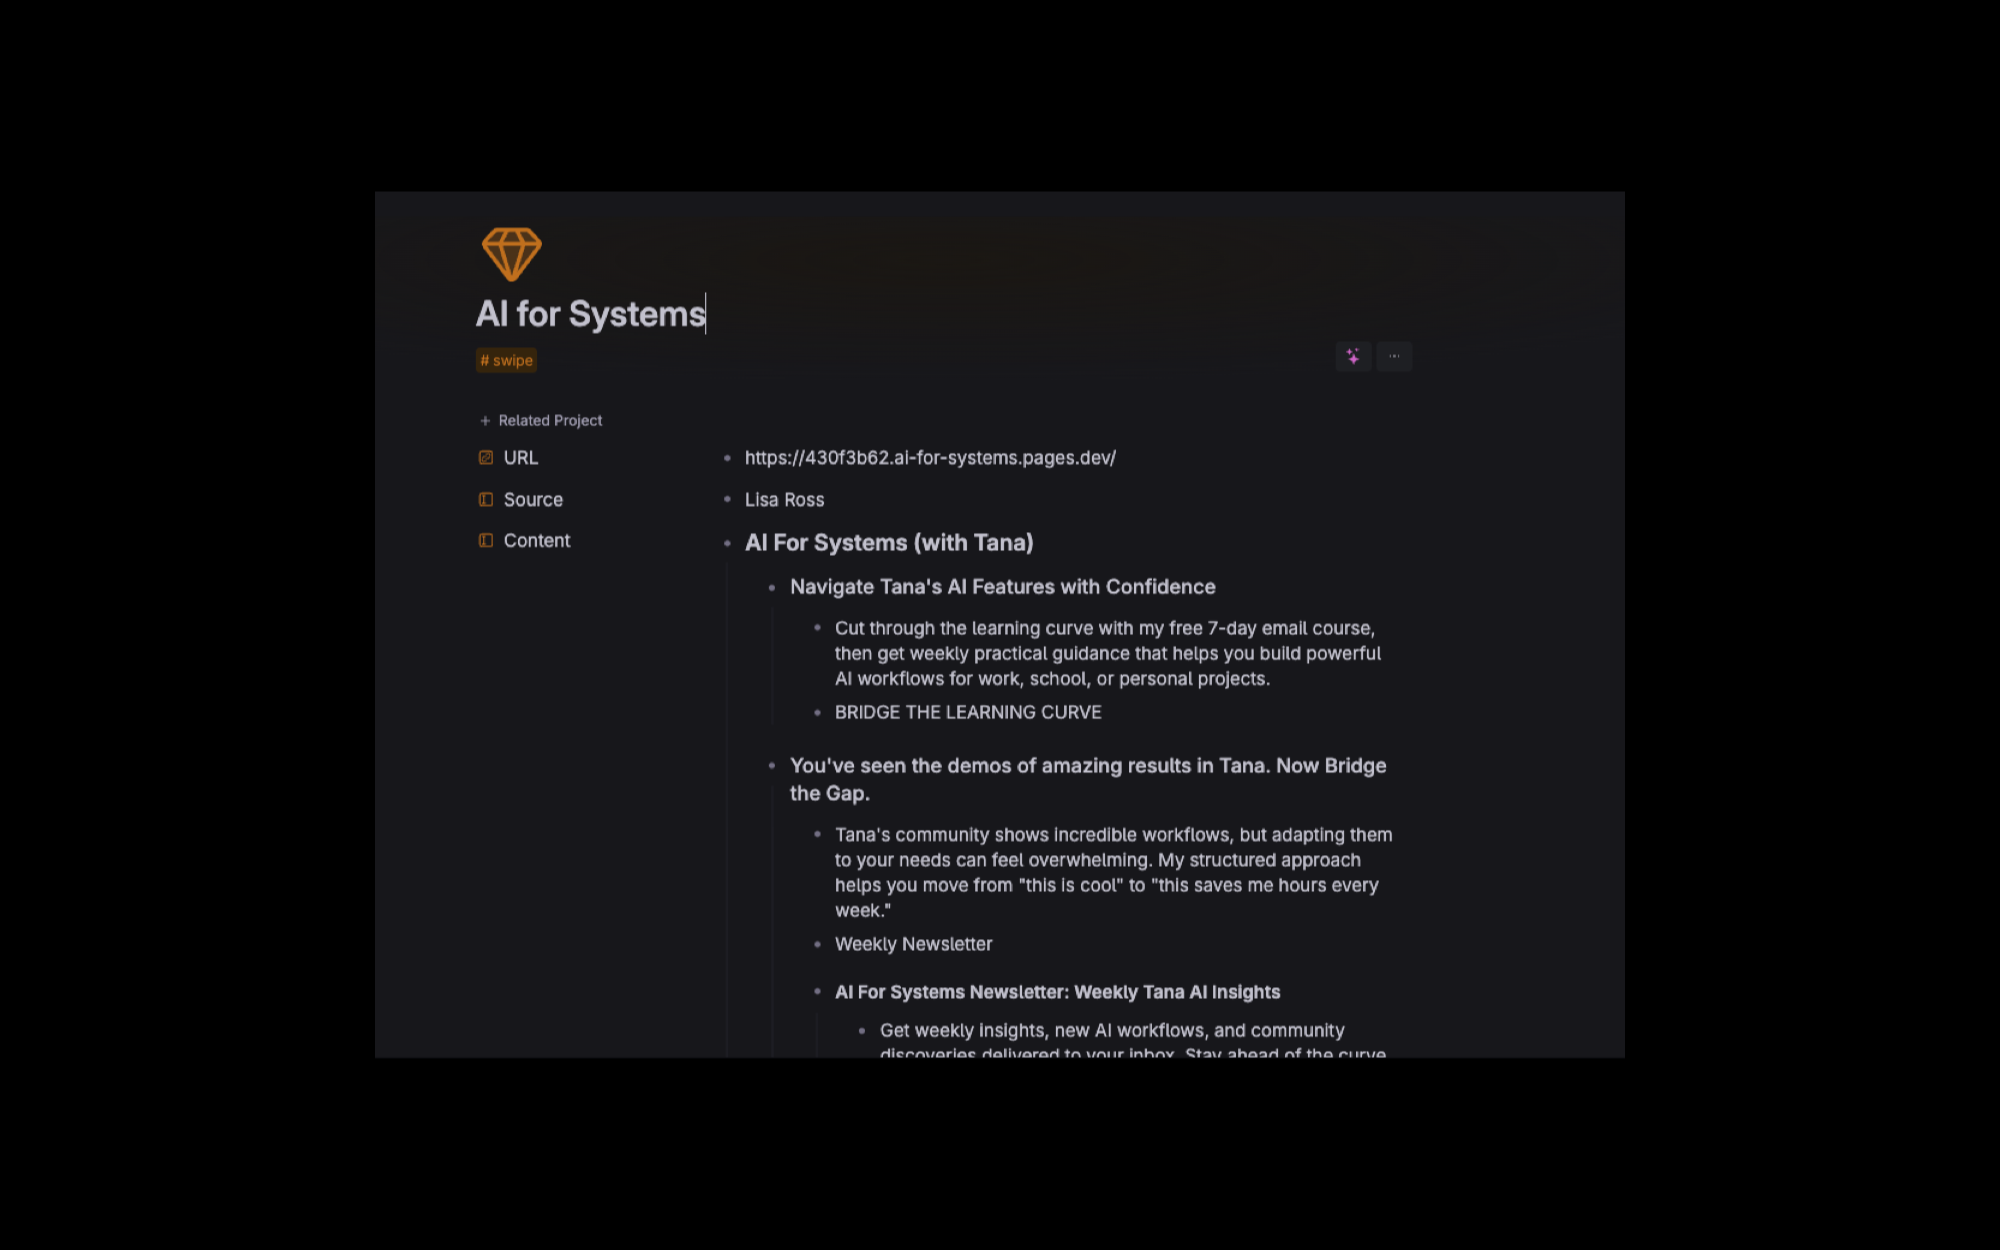 AI for Systems
# swipe
+ Related Project
URL
https://430f3b62.ai-for-systems.pages.dev/
Source
Lisa Ross
Content
AI For Systems (with Tana)
Navigate Tana's AI Features with Confidence
Cut through the learning curve with my free 7-day email course,
then get weekly practical guidance that helps you build powerful
AI workflows for work, school, or personal projects.
BRIDGE THE LEARNING CURVE
You've seen the demos of amazing results in Tana. Now Bridge
the Gap.
Tana's community shows incredible workflows, but adapting them
to your needs can feel overwhelming. My structured approach
helps you move from "this is cool" to "this saves me hours every
week."
Weekly Newsletter
AI For Systems Newsletter: Weekly Tana AI Insights
Get weekly insights, new AI workflows, and community
discoveries delivered to your inbox. Stay ahead of the curve